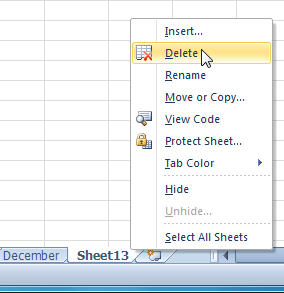 Insert...
Delete
Rename
Move or Copy...
View Code
Protect Sheet...
Tab Color
Hide
Unhide...
Select All Sheets
December Sheet13